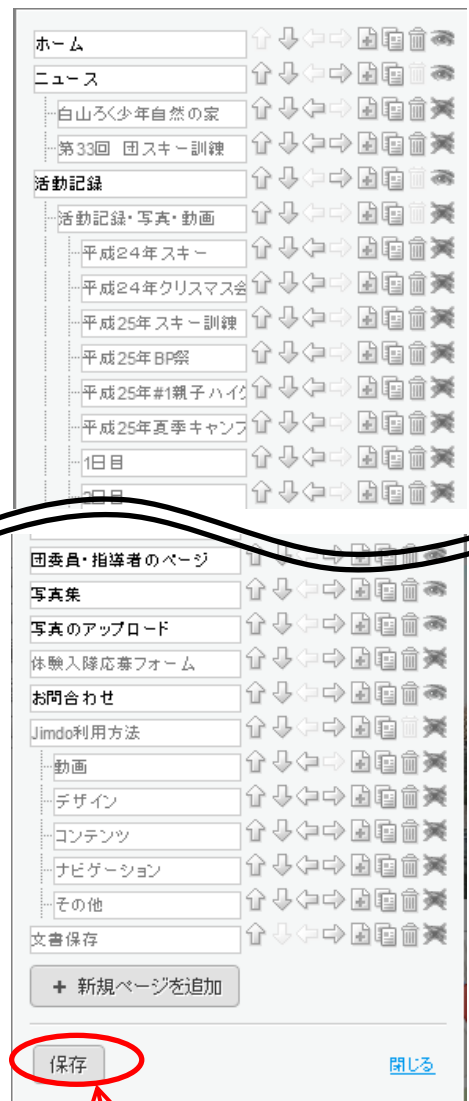 ホーム
ニュース
白山ろく少年自然の家
第33回 団スキー訓練
活動記録
活動記録・写真・動画
平成24年スキー
平成24年クリスマス会
平成25年スキー訓練
平成25年BP祭
平成25年#1親子ハイク
平成25年夏季キャンプ
1日目
2日目
団委員・指導者のページ
写真集
写真のアップロード
体験入隊応募フォーム
お問合わせ
Jimdo利用方法
動画
デザイン
コンテンツ
ナビゲーション
その他
文書保存
+ 新規ページを追加
保存
閉じる